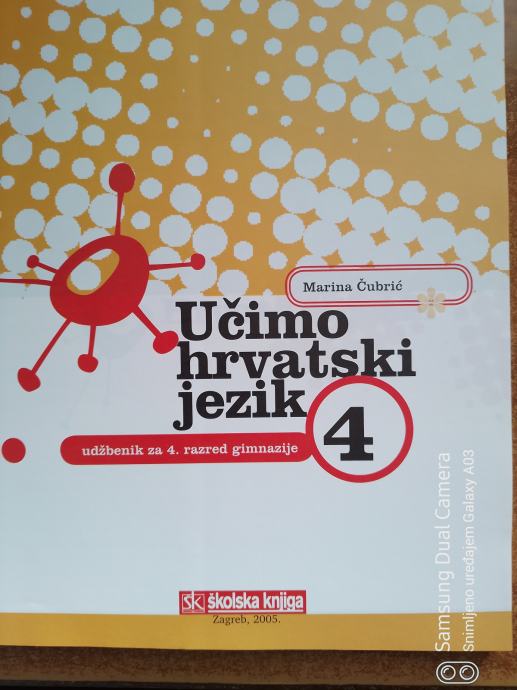 Marina Čubrić
Učimo
hrvatski
jezik
4
udžbenik za 4. razred gimnazije
ŠK školska knjiga
Zagreb, 2005.
Samsung Dual Camera
Snimljeno uređajem Galaxy A03